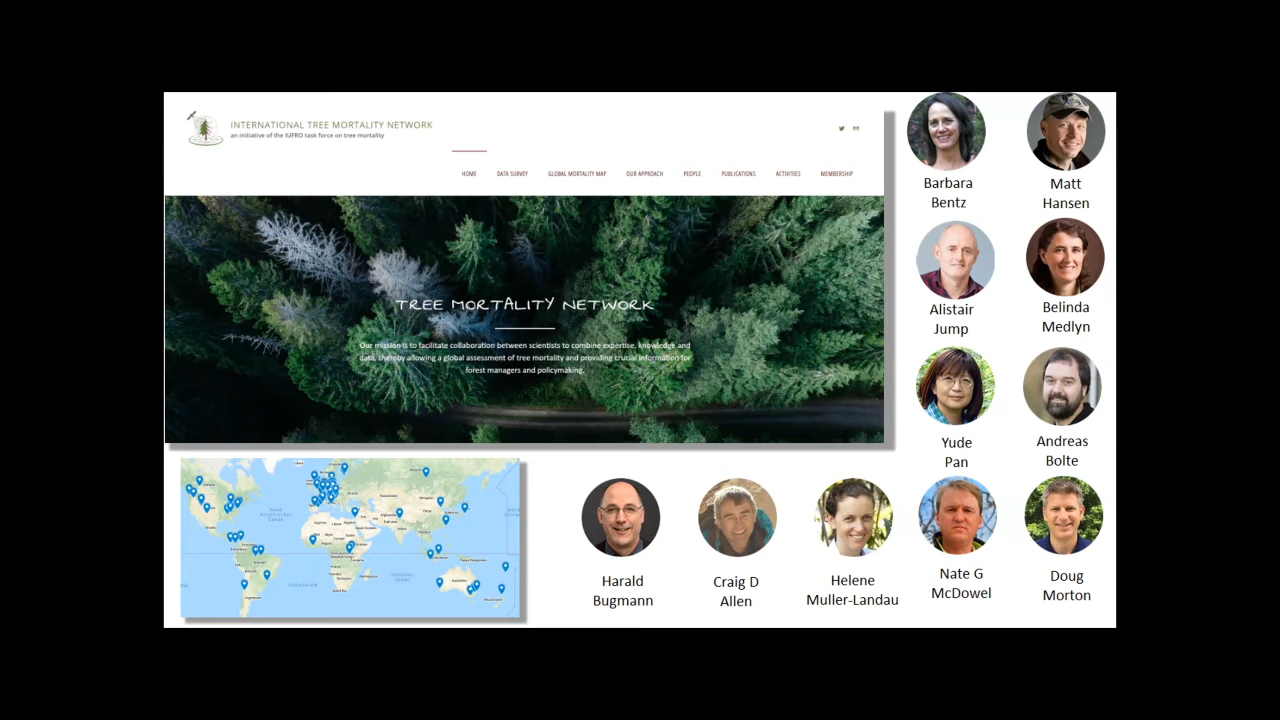 INTERNATIONAL TREE MORTALITY NETWORK
an initiative of the IUFRO task force on tree mortality
HOME DATA SURVEY GLOBAL MORTALITY MAP OUR APPROACH PEOPLE PUBLICATIONS ACTIVITIES MEMBERSHIP
TREE MORTALITY NETWORK
Our mission is to facilitate collaboration between scientists to combine expertise, knowledge and
data, thereby allowing a global assessment of tree mortality and providing crucial information for
forest managers and policymaking.
Barbara
Bentz
Matt
Hansen
Alistair
Jump
Belinda
Medlyn
Yude
Pan
Andreas
Bolte
Harald
Bugmann
Craig D
Allen
Helene
Muller-Landau
Nate G
McDowel
Doug
Morton